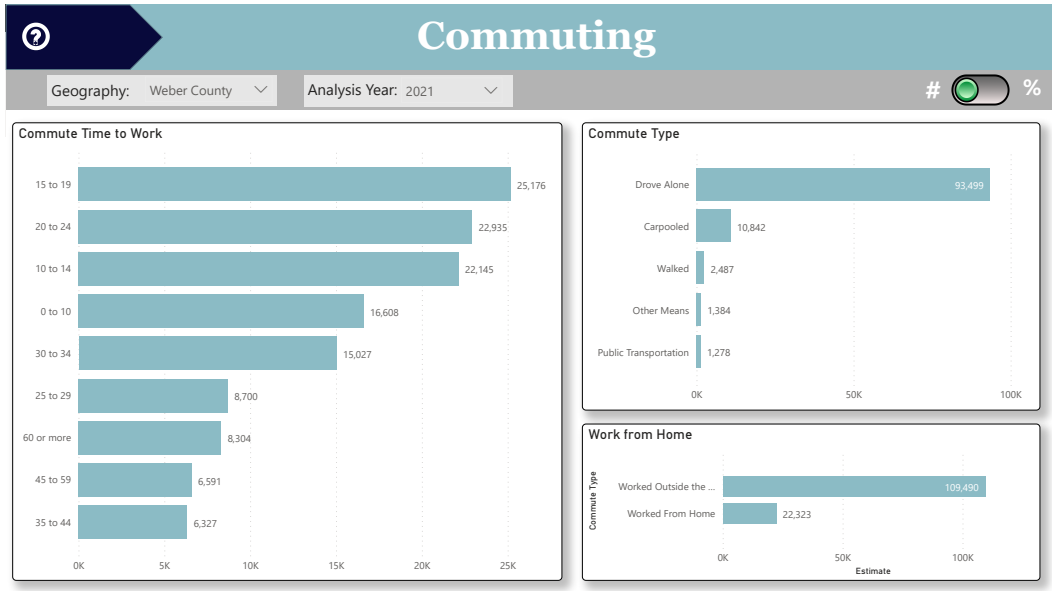 Commuting
Geography: Weber County
Analysis Year: 2021
# %
Commute Time to Work
15 to 19 25,176
20 to 24 22,935
10 to 14 22,145
0 to 10 16,608
30 to 34 15,027
25 to 29 8,700
60 or more 8,304
45 to 59 6,591
35 to 44 6,327
0K 5K 10K 15K 20K 25K
Commute Type
Drove Alone 93,499
Carpooled 10,842
Walked 2,487
Other Means 1,384
Public Transportation 1,278
0K 50K 100K
Work from Home
Commute Type
Worked Outside the ... 109,490
Worked From Home 22,323
0K 50K 100K
Estimate